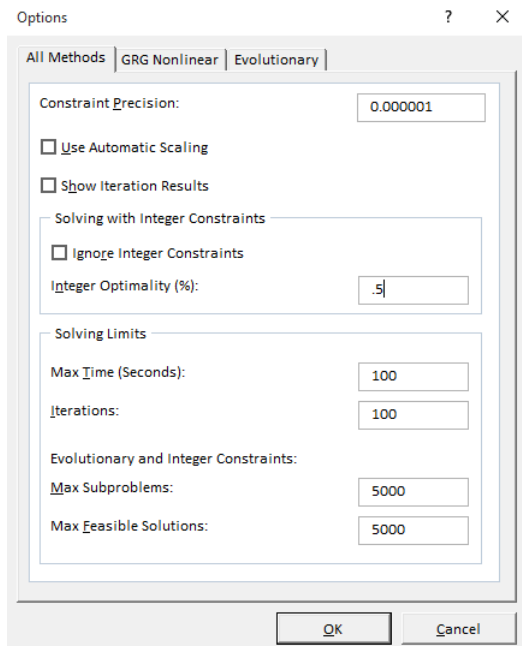 Options ? ×
All Methods GRG Nonlinear Evolutionary
Constraint Precision: 0.000001
Use Automatic Scaling
Show Iteration Results
Solving with Integer Constraints
Ignore Integer Constraints
Integer Optimality (%): .5
Solving Limits
Max Time (Seconds): 100
Iterations: 100
Evolutionary and Integer Constraints:
Max Subproblems: 5000
Max Feasible Solutions: 5000
OK Cancel